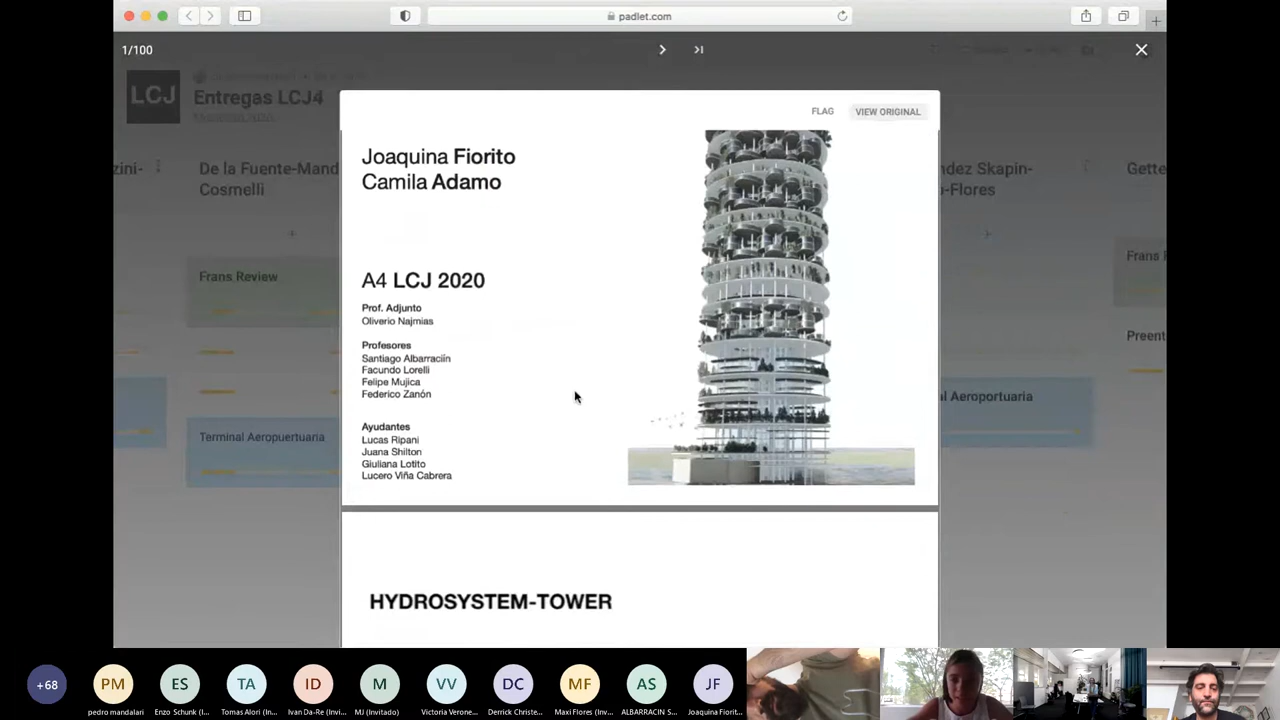 padlet.com
1/100
LCJ
Entregas LCJ4
FLAG
VIEW ORIGINAL
zini-
De la Fuente-Mand
Cosmelli
ndez Skapin-
-Flores
Gette
Frans Review
Frans
Preent
Terminal Aeropuertuaria
al Aeroportuaria
Joaquina Fiorito
Camila Adamo
A4 LCJ 2020
Prof. Adjunto
Oliverio Najmias
Profesores
Santiago Albarraciín
Facundo Lorelli
Felipe Mujica
Federico Zanón
Ayudantes
Lucas Ripani
Juana Shilton
Giuliana Lotito
Lucero Viña Cabrera
HYDROSYSTEM-TOWER
+68
PM
ES
TA
ID
M
VV
DC
MF
AS
JF
pedro mandalari
Enzo Schunk (I...
Tomas Alori (In...
Ivan Da-Re (Invi...
MJ (Invitado)
Victoria Verone...
Derrick Christe...
Maxi Flores (Inv...
ALBARRACIN S...
Joaquina Fiorit...